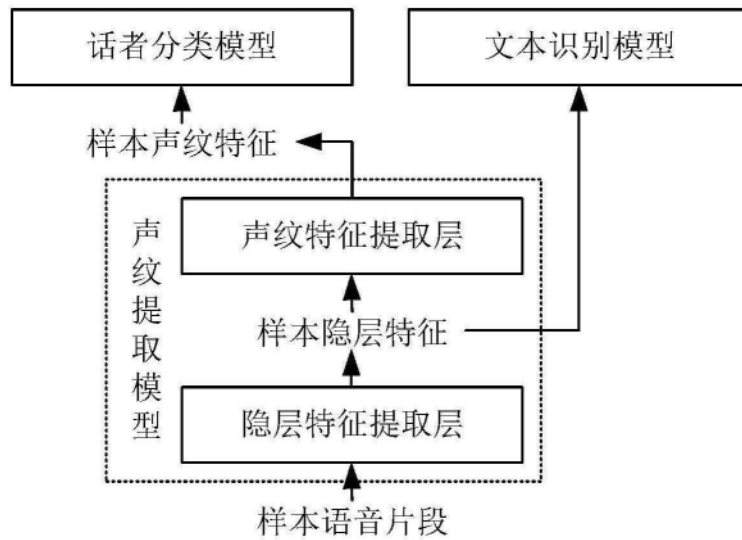 话者分类模型
文本识别模型
样本声纹特征
声纹提取模型
声纹特征提取层
样本隐层特征
隐层特征提取层
样本语音片段